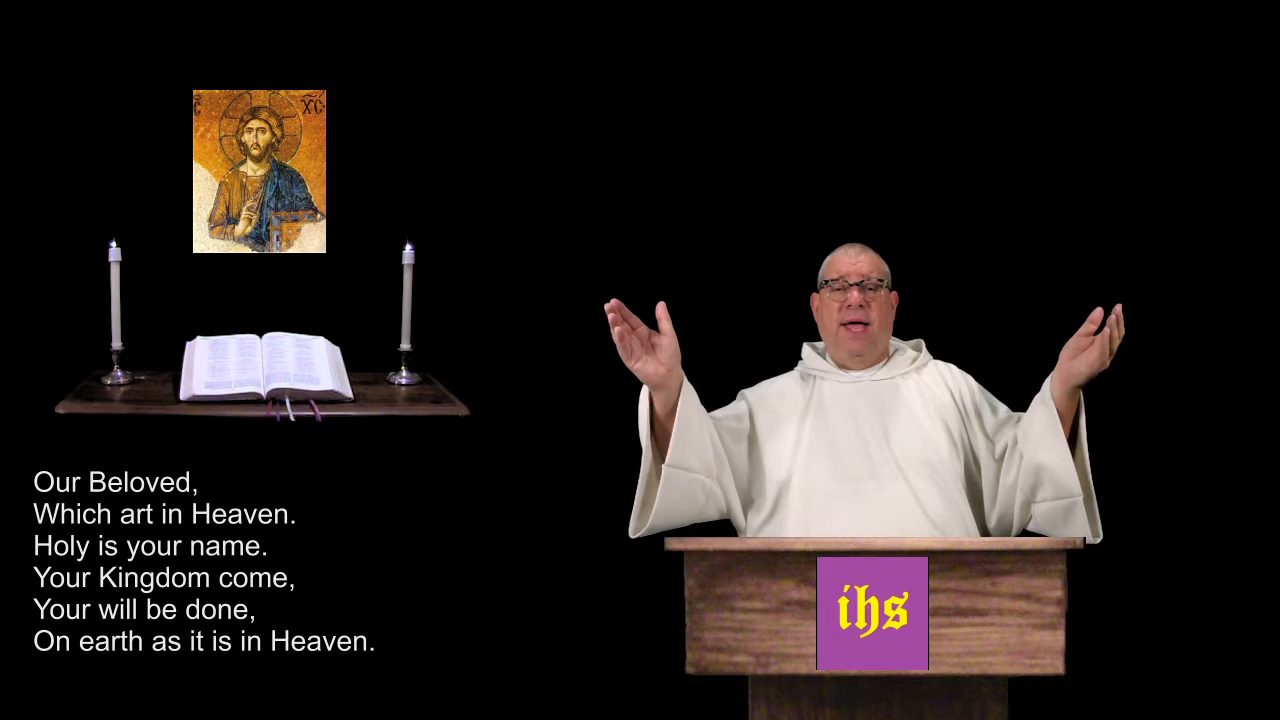 XC
Our Beloved,
Which art in Heaven.
Holy is your name.
Your Kingdom come,
Your will be done,
On earth as it is in Heaven.
ihs